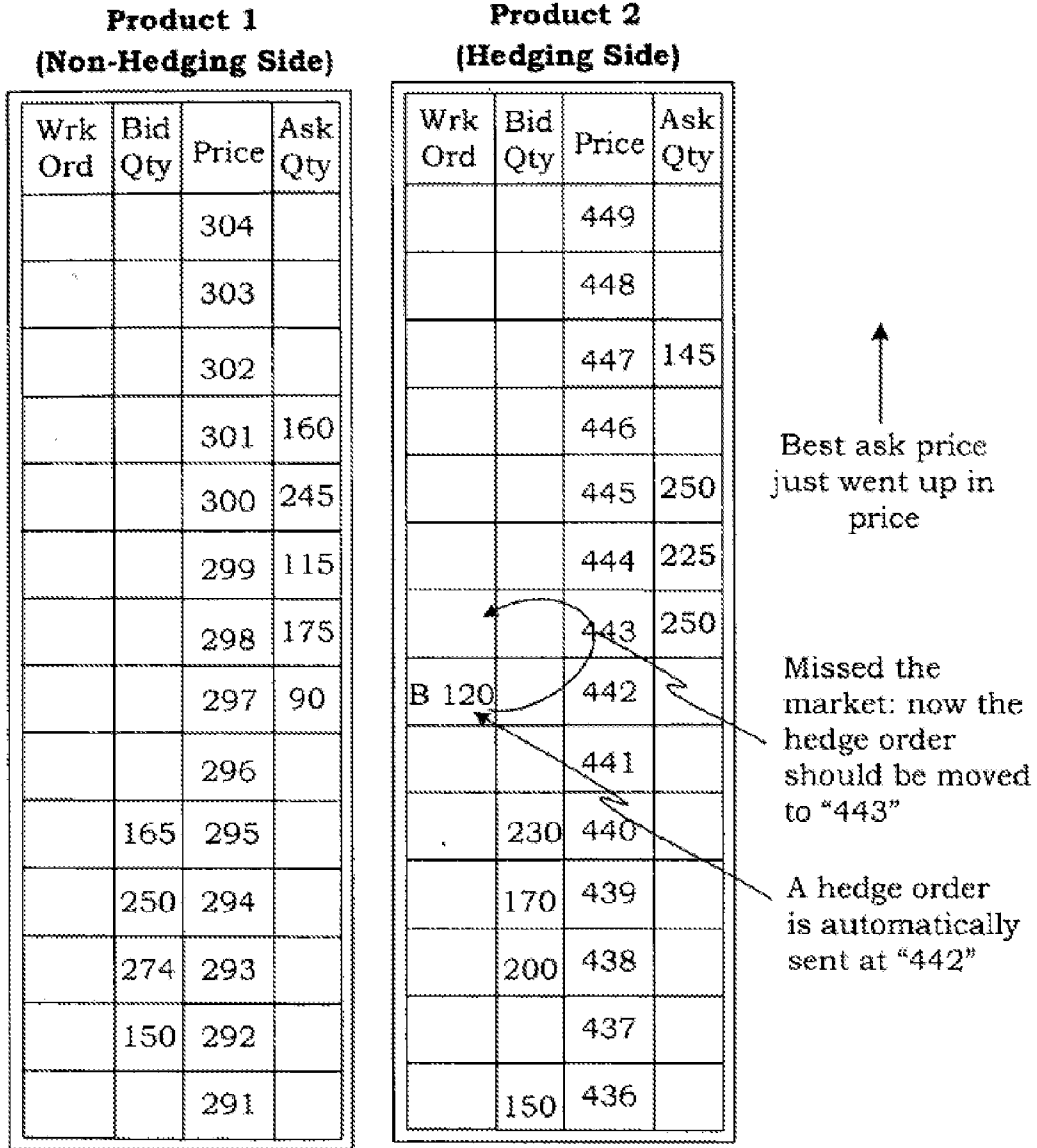 Product 1
(Non-Hedging Side)
Wrk Ord Bid Qty Price Ask Qty
304
303
302
301 160
300 245
299 115
298 175
297 90
296
165 295
250 294
274 293
150 292
291
Product 2
(Hedging Side)
Wrk Ord Bid Qty Price Ask Qty
449
448
447 145
446
445 250
444 225
443 250
B 120 442
441
230 440
170 439
200 438
437
150 436
Best ask price
just went up in
price
Missed the
market: now the
hedge order
should be moved
to “443”
A hedge order
is automatically
sent at “442”